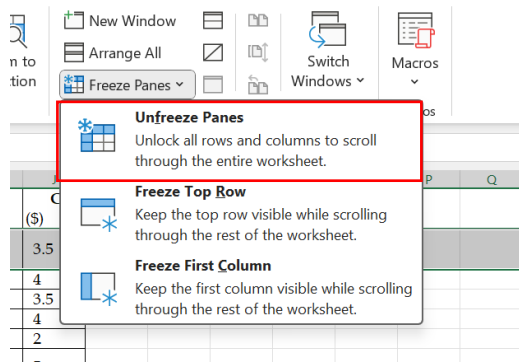 New Window
Arrange All
Freeze Panes
m to
tion
Switch
Windows
Macros
os
Unfreeze Panes
Unlock all rows and columns to scroll
through the entire worksheet.
Freeze Top Row
Keep the top row visible while scrolling
through the rest of the worksheet.
Freeze First Column
Keep the first column visible while scrolling
through the rest of the worksheet.
J P Q
C
($)
3.5
4
3.5
4
2